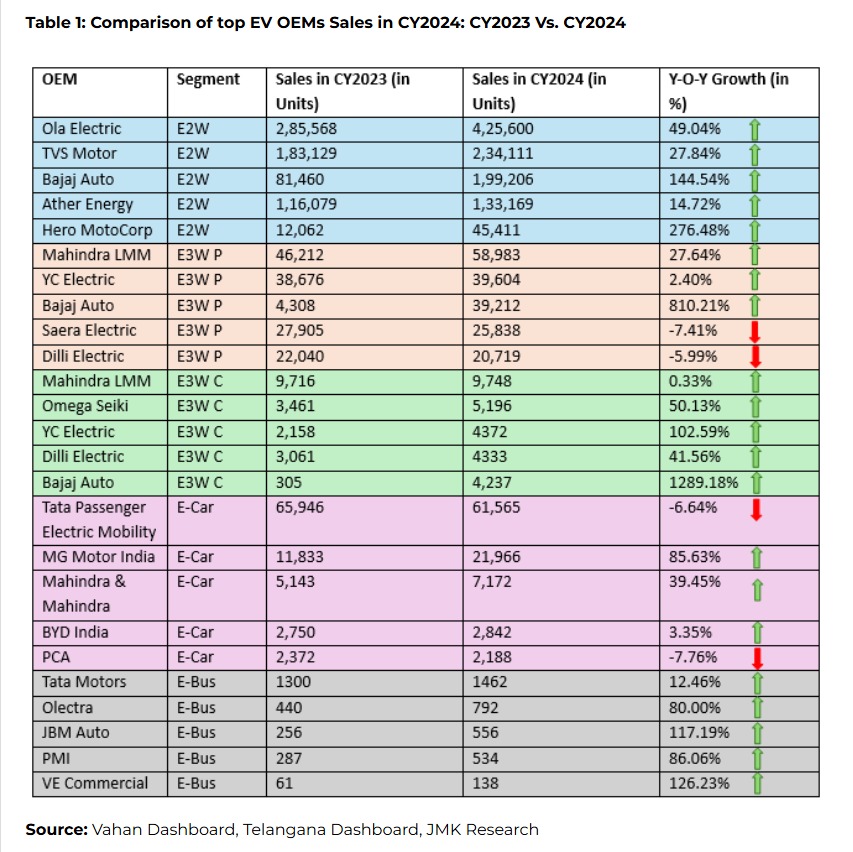 Table 1: Comparison of top EV OEMs Sales in CY2024: CY2023 Vs. CY2024
OEM Segment Sales in CY2023 (in Units) Sales in CY2024 (in Units) Y-O-Y Growth (in %)
Ola Electric E2W 2,85,568 4,25,600 49.04%
TVS Motor E2W 1,83,129 2,34,111 27.84%
Bajaj Auto E2W 81,460 1,99,206 144.54%
Ather Energy E2W 1,16,079 1,33,169 14.72%
Hero MotoCorp E2W 12,062 45,411 276.48%
Mahindra LMM E3W P 46,212 58,983 27.64%
YC Electric E3W P 38,676 39,604 2.40%
Bajaj Auto E3W P 4,308 39,212 810.21%
Saera Electric E3W P 27,905 25,838 -7.41%
Dilli Electric E3W P 22,040 20,719 -5.99%
Mahindra LMM E3W C 9,716 9,748 0.33%
Omega Seiki E3W C 3,461 5,196 50.13%
YC Electric E3W C 2,158 4372 102.59%
Dilli Electric E3W C 3,061 4333 41.56%
Bajaj Auto E3W C 305 4,237 1289.18%
Tata Passenger Electric Mobility E-Car 65,946 61,565 -6.64%
MG Motor India E-Car 11,833 21,966 85.63%
Mahindra & Mahindra E-Car 5,143 7,172 39.45%
BYD India E-Car 2,750 2,842 3.35%
PCA E-Car 2,372 2,188 -7.76%
Tata Motors E-Bus 1300 1462 12.46%
Olectra E-Bus 440 792 80.00%
JBM Auto E-Bus 256 556 117.19%
PMI E-Bus 287 534 86.06%
VE Commercial E-Bus 61 138 126.23%
Source: Vahan Dashboard, Telangana Dashboard, JMK Research